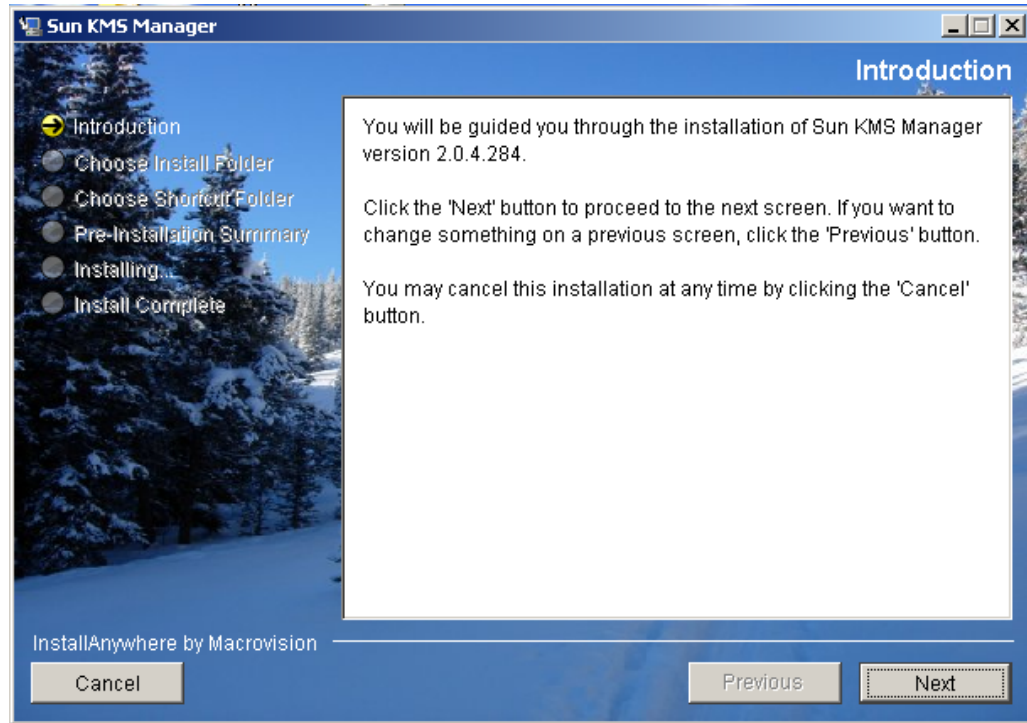 Sun KMS Manager
Introduction
Introduction
Choose Install Folder
Choose Shortcut Folder
Pre-Installation Summary
Installing...
Install Complete
You will be guided you through the installation of Sun KMS Manager
version 2.0.4.284.
Click the 'Next' button to proceed to the next screen. If you want to
change something on a previous screen, click the 'Previous' button.
You may cancel this installation at any time by clicking the 'Cancel'
button.
InstallAnywhere by Macrovision
Cancel
Previous
Next